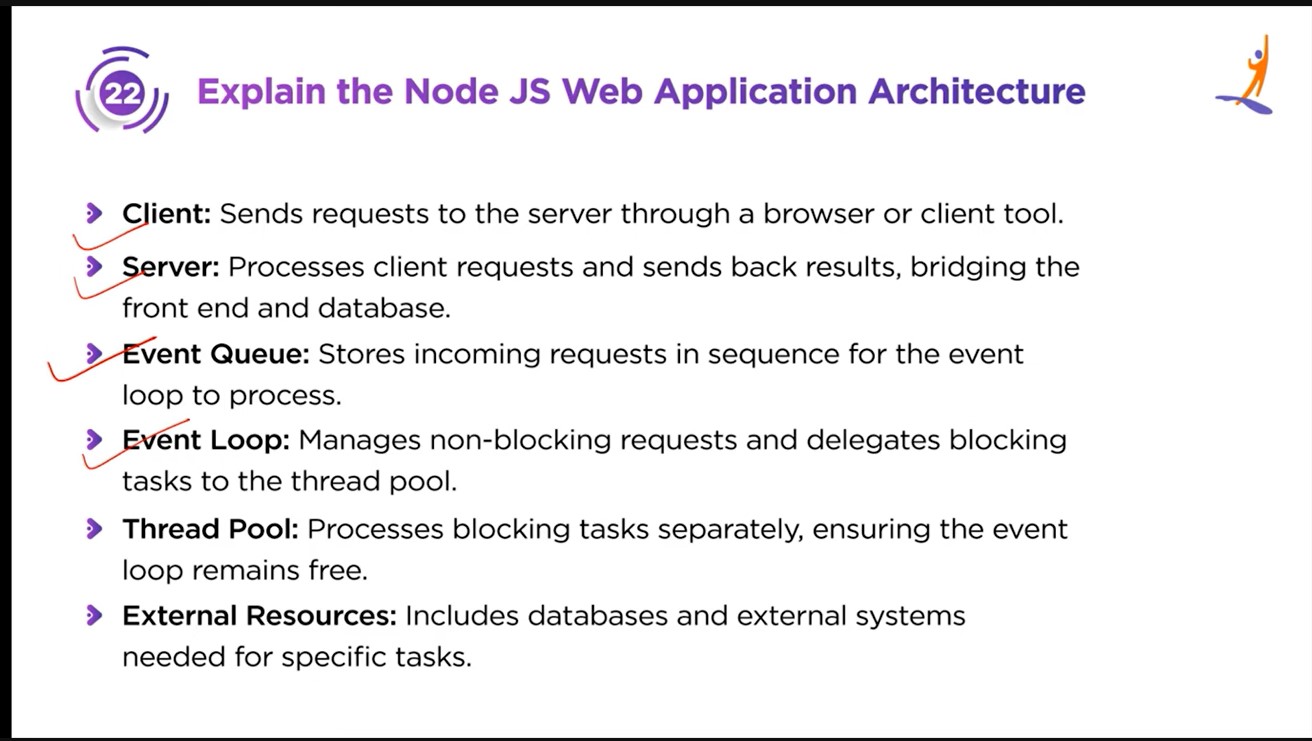 22
Explain the Node JS Web Application Architecture
Client: Sends requests to the server through a browser or client tool.
Server: Processes client requests and sends back results, bridging the
front end and database.
Event Queue: Stores incoming requests in sequence for the event
loop to process.
Event Loop: Manages non-blocking requests and delegates blocking
tasks to the thread pool.
Thread Pool: Processes blocking tasks separately, ensuring the event
loop remains free.
External Resources: Includes databases and external systems
needed for specific tasks.